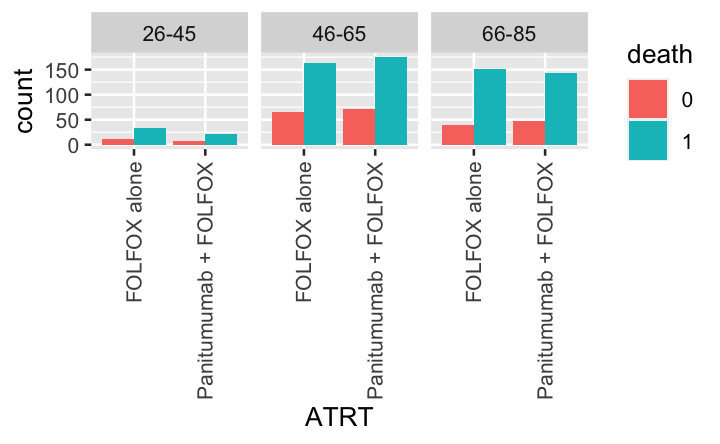 26-45
46-65
66-85
count
150
100
50
0
FOLFOX alone
Panitumumab + FOLFOX
FOLFOX alone
Panitumumab + FOLFOX
FOLFOX alone
Panitumumab + FOLFOX
ATRT
death
0
1